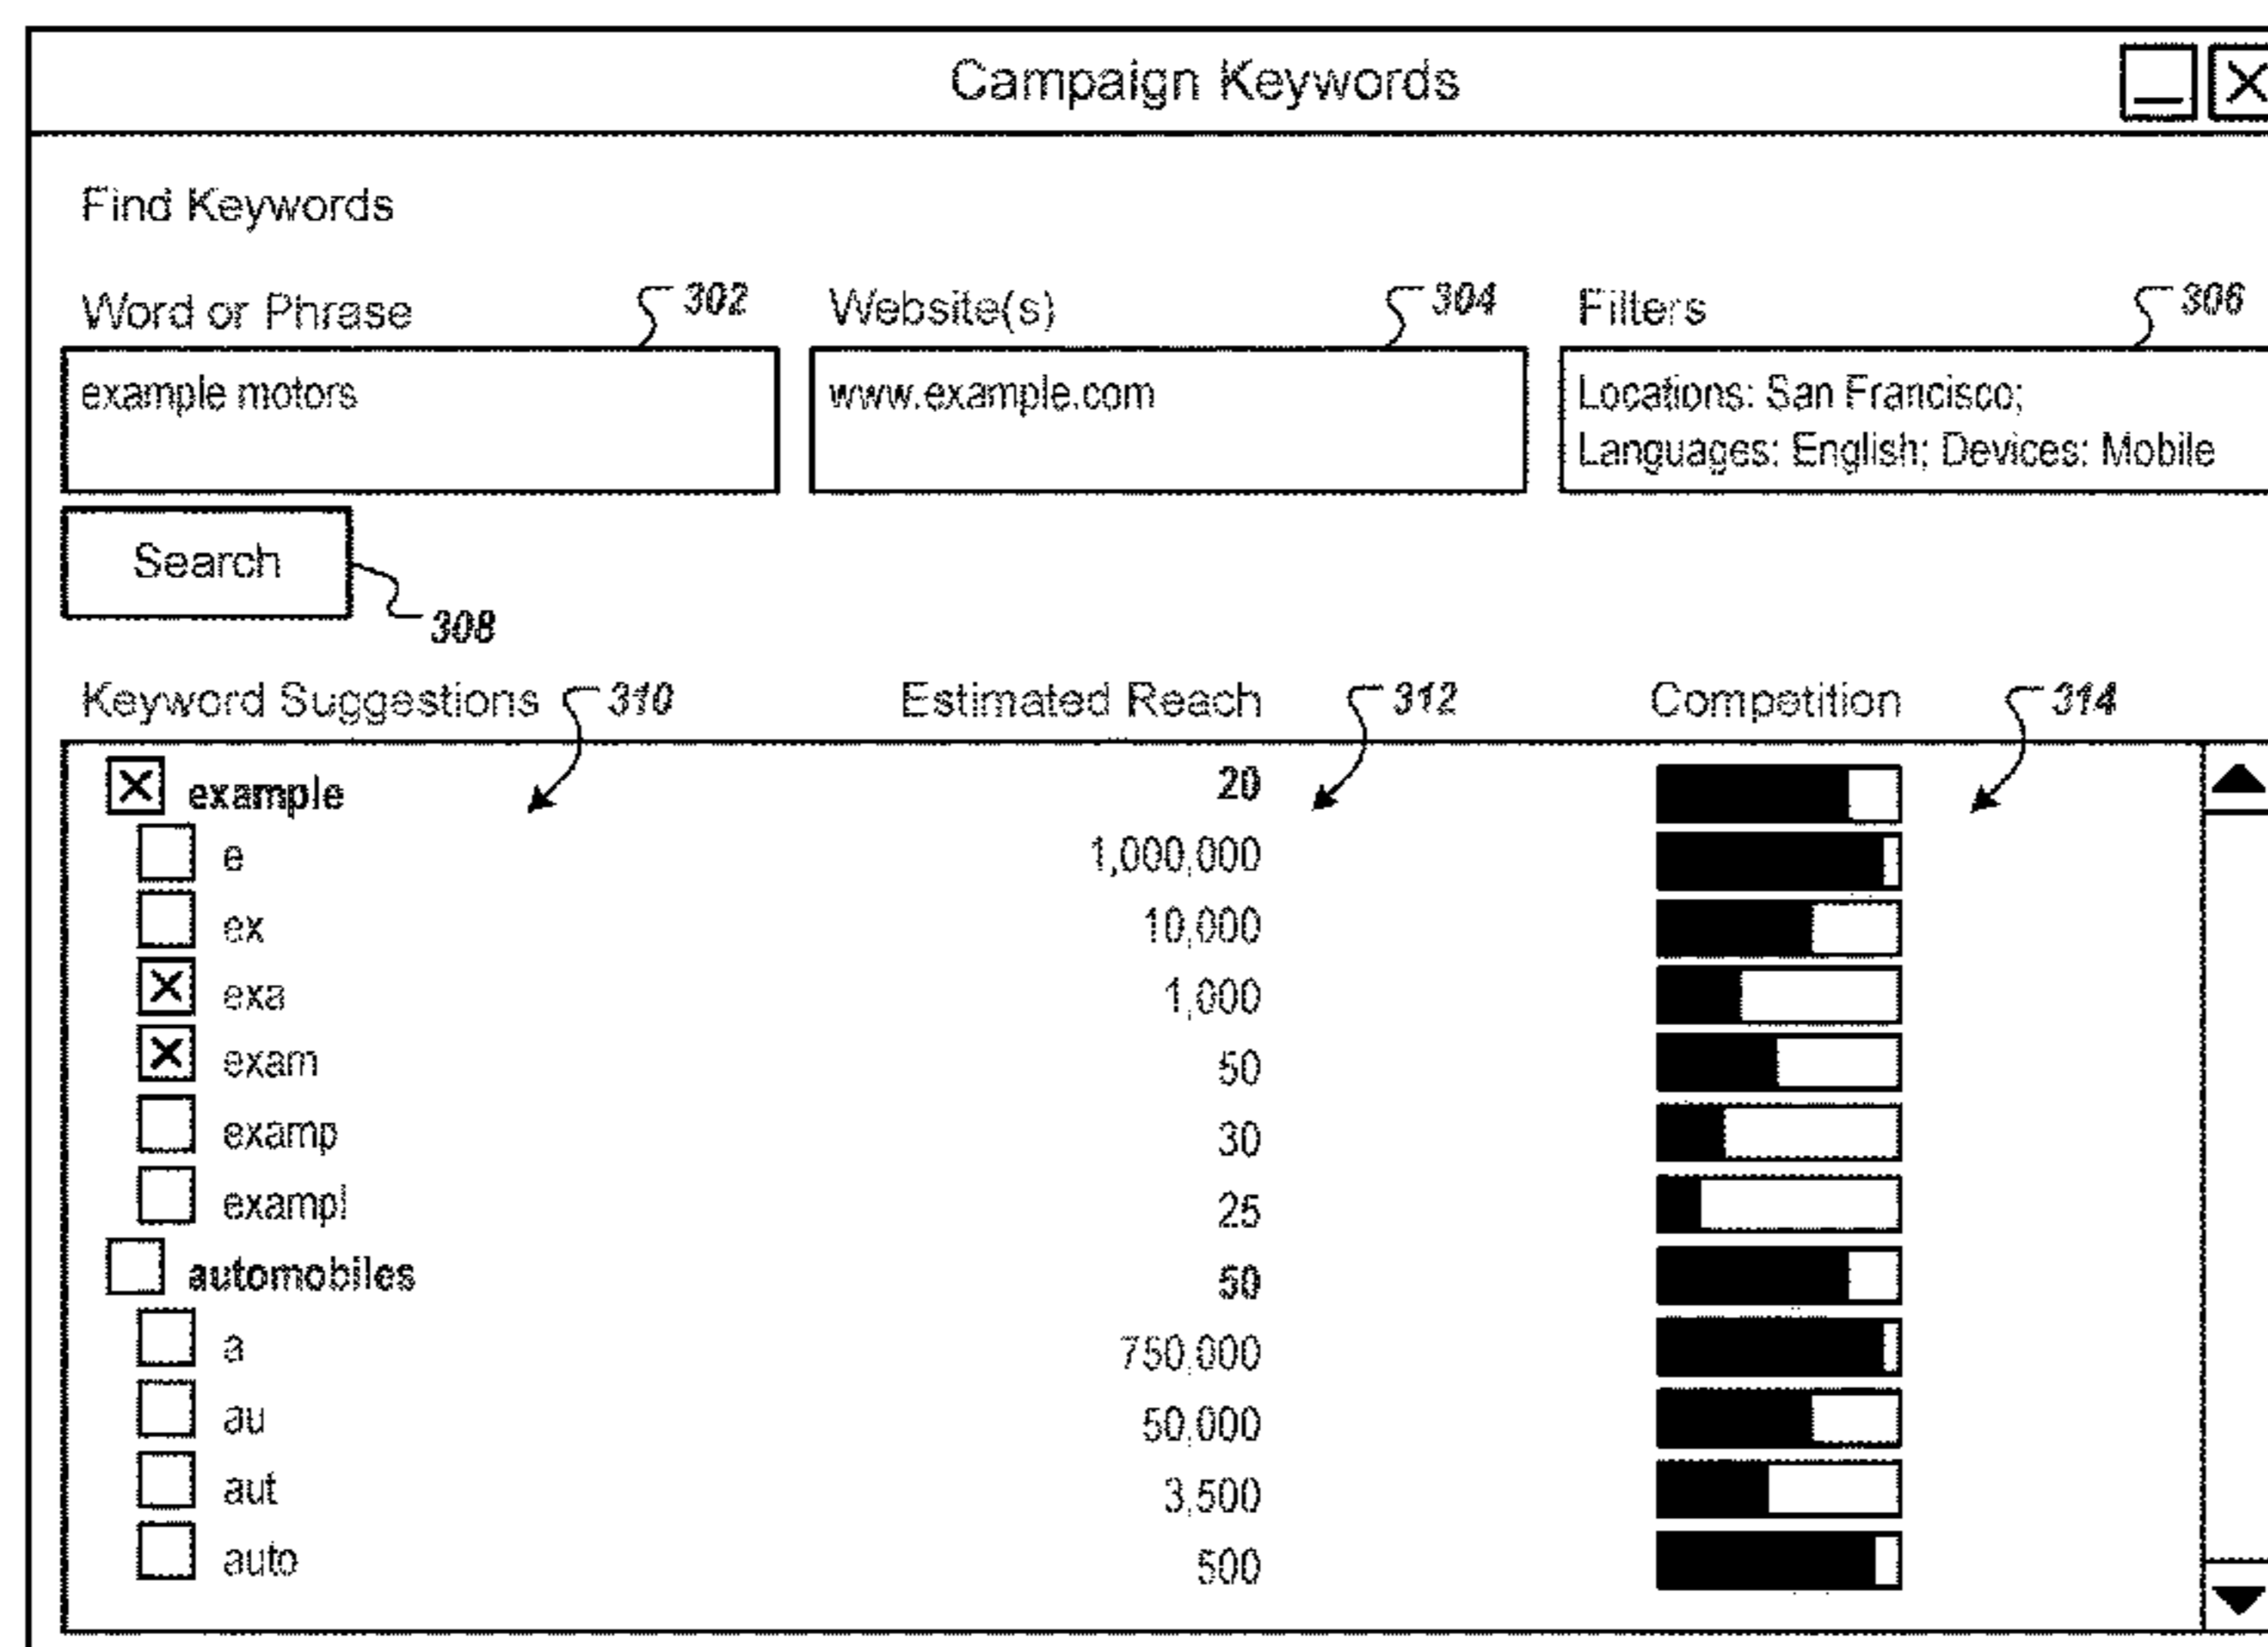 Campaign Keywords
Find Keywords
Word or Phrase 302 Website(s) 304 Filters 306
example motors www.example.com Locations: San Francisco;
Languages: English; Devices: Mobile
Search
308
Keyword Suggestions 310 Estimated Reach 312 Competition 314
example 20
e 1,000,000
ex 10,000
exa 1,000
exam 50
examp 30
exampl 25
automobiles 50
a 750,000
au 50,000
aut 3,500
auto 500